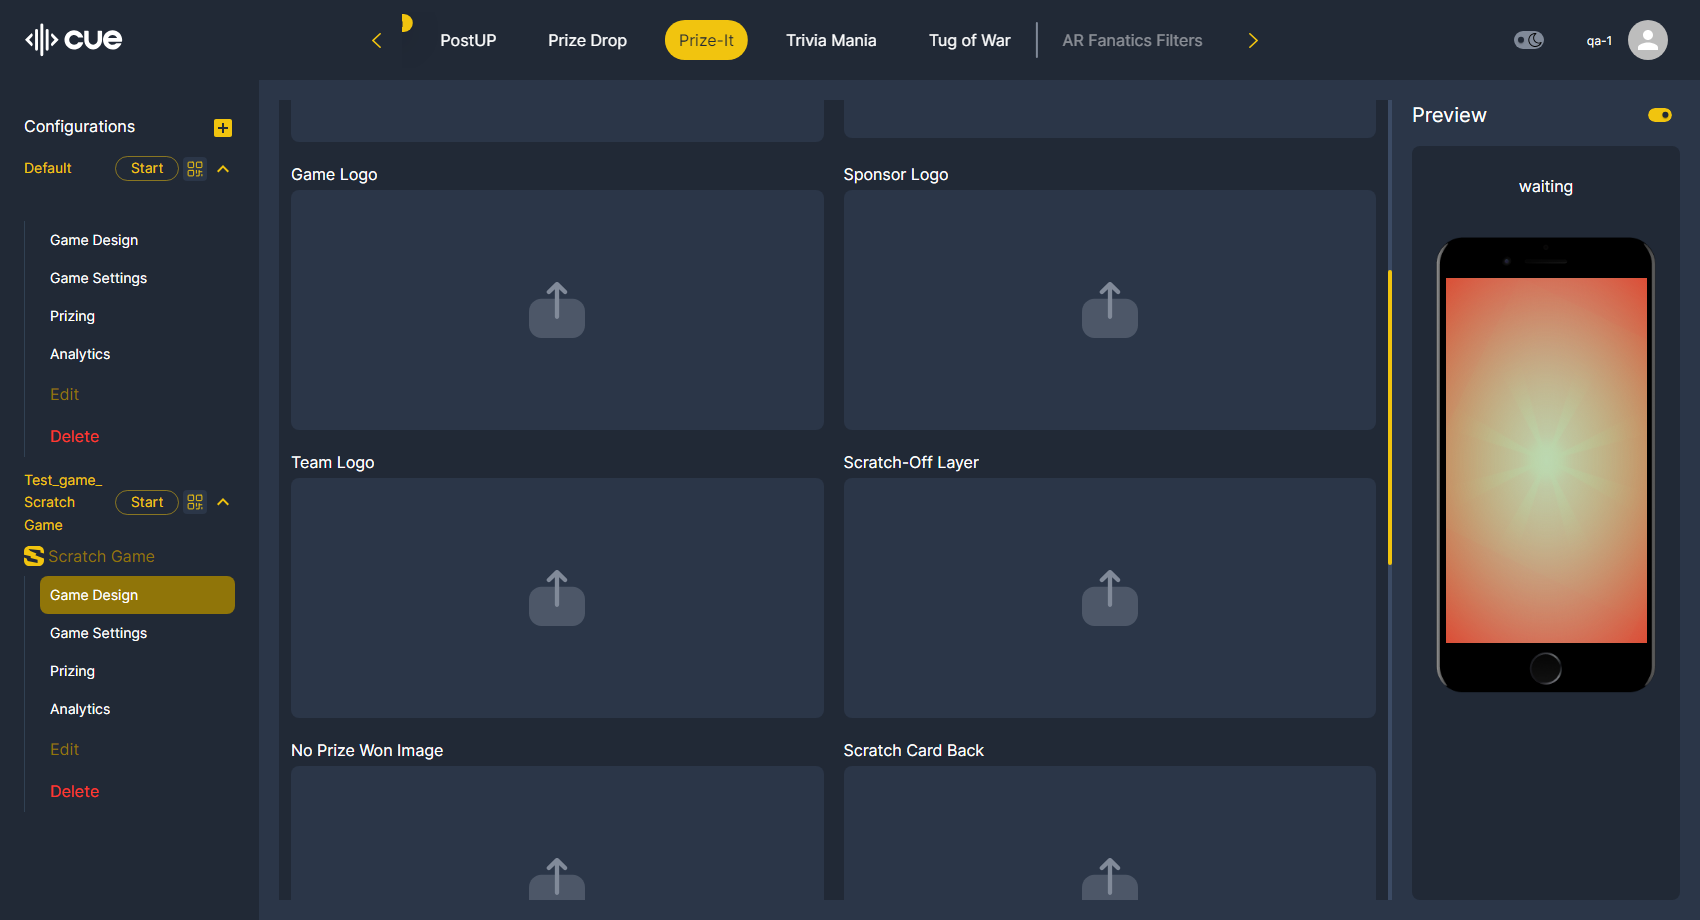 cue
PostUP
Prize Drop
Prize-It
Trivia Mania
Tug of War
AR Fanatics Filters
qa-1
Configurations
Default
Start
Game Design
Game Settings
Prizing
Analytics
Edit
Delete
Test_game_
Scratch
Game
Start
Scratch Game
Game Design
Game Settings
Prizing
Analytics
Edit
Delete
Game Logo
Sponsor Logo
Team Logo
Scratch-Off Layer
No Prize Won Image
Scratch Card Back
Preview
waiting